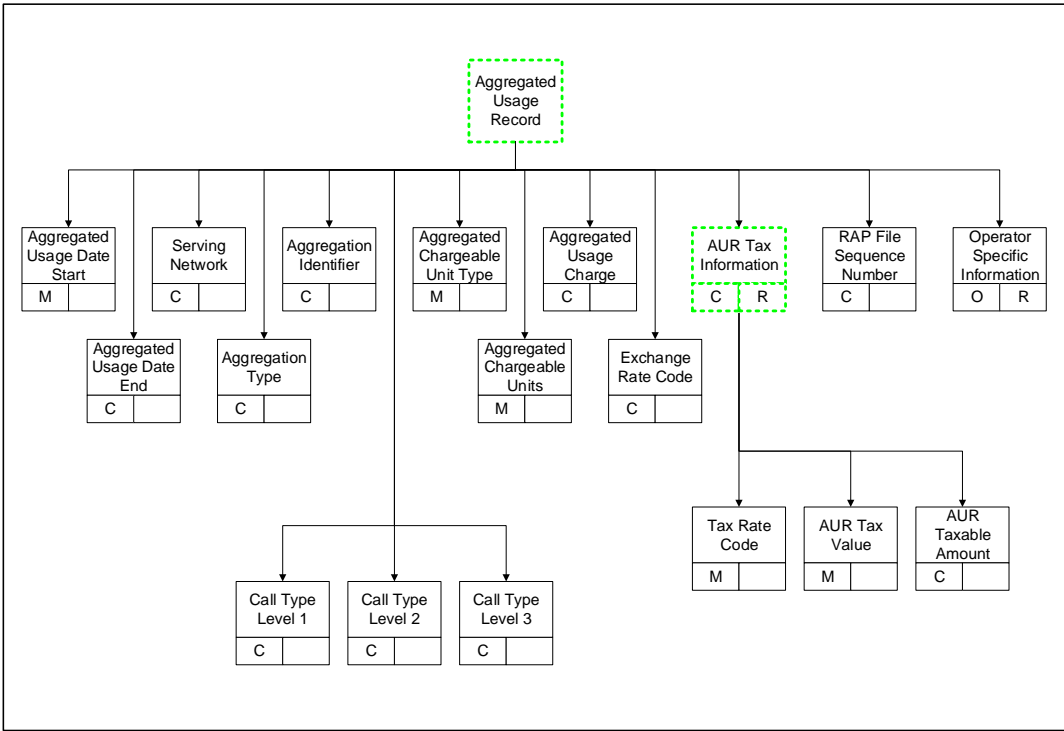 Aggregated
Usage
Record
Aggregated
Usage Date
Start
M
Serving
Network
C
Aggregation
Identifier
C
Aggregated
Chargeable
Unit Type
M
Aggregated
Usage
Charge
C
AUR Tax
Information
C R
RAP File
Sequence
Number
C
Operator
Specific
Information
O R
Aggregated
Usage Date
End
C
Aggregation
Type
C
Aggregated
Chargeable
Units
M
Exchange
Rate Code
C
Tax Rate
Code
M
AUR Tax
Value
M
AUR
Taxable
Amount
C
Call Type
Level 1
C
Call Type
Level 2
C
Call Type
Level 3
C